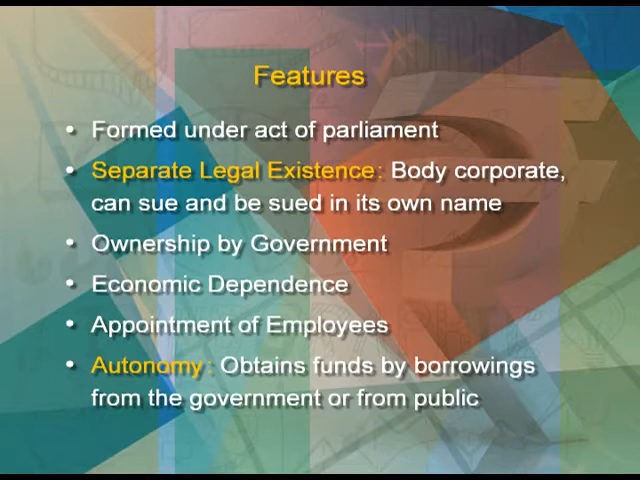 Features
• Formed under act of parliament
• Separate Legal Existence: Body corporate,
can sue and be sued in its own name
• Ownership by Government
• Economic Dependence
• Appointment of Employees
• Autonomy: Obtains funds by borrowings
from the government or from public